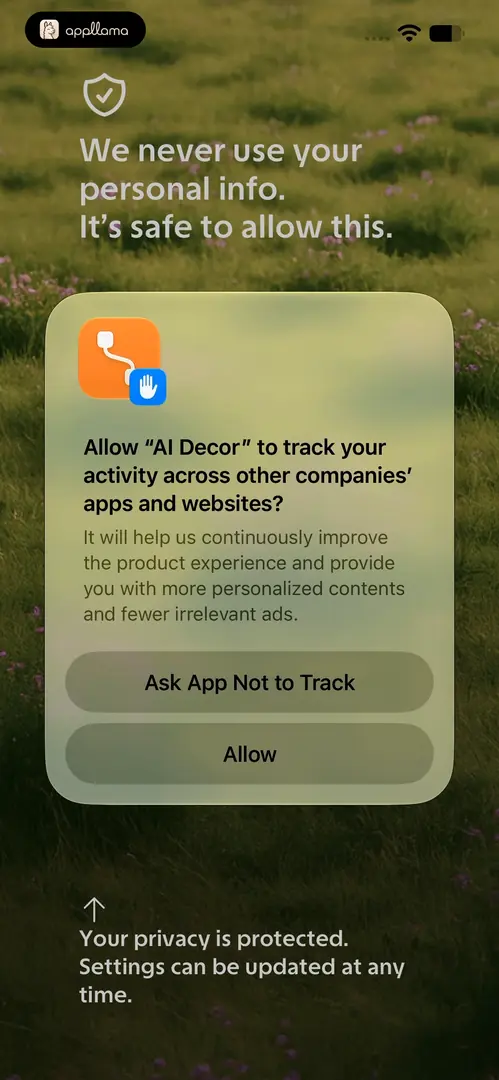 appllama
We never use your
personal info.
It’s safe to allow this.
Allow “AI Decor” to track your
activity across other companies’
apps and websites?
It will help us continuously improve
the product experience and provide
you with more personalized contents
and fewer irrelevant ads.
Ask App Not to Track
Allow
Your privacy is protected.
Settings can be updated at any
time.